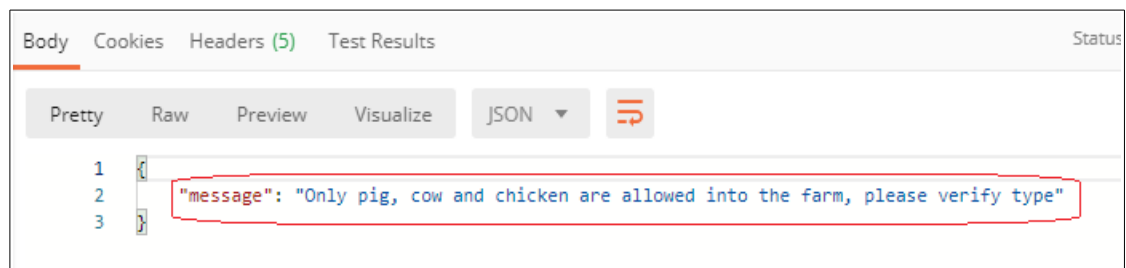 Body Cookies Headers (5) Test Results Status
Pretty Raw Preview Visualize JSON
1 {
2 "message": "Only pig, cow and chicken are allowed into the farm, please verify type"
3 }